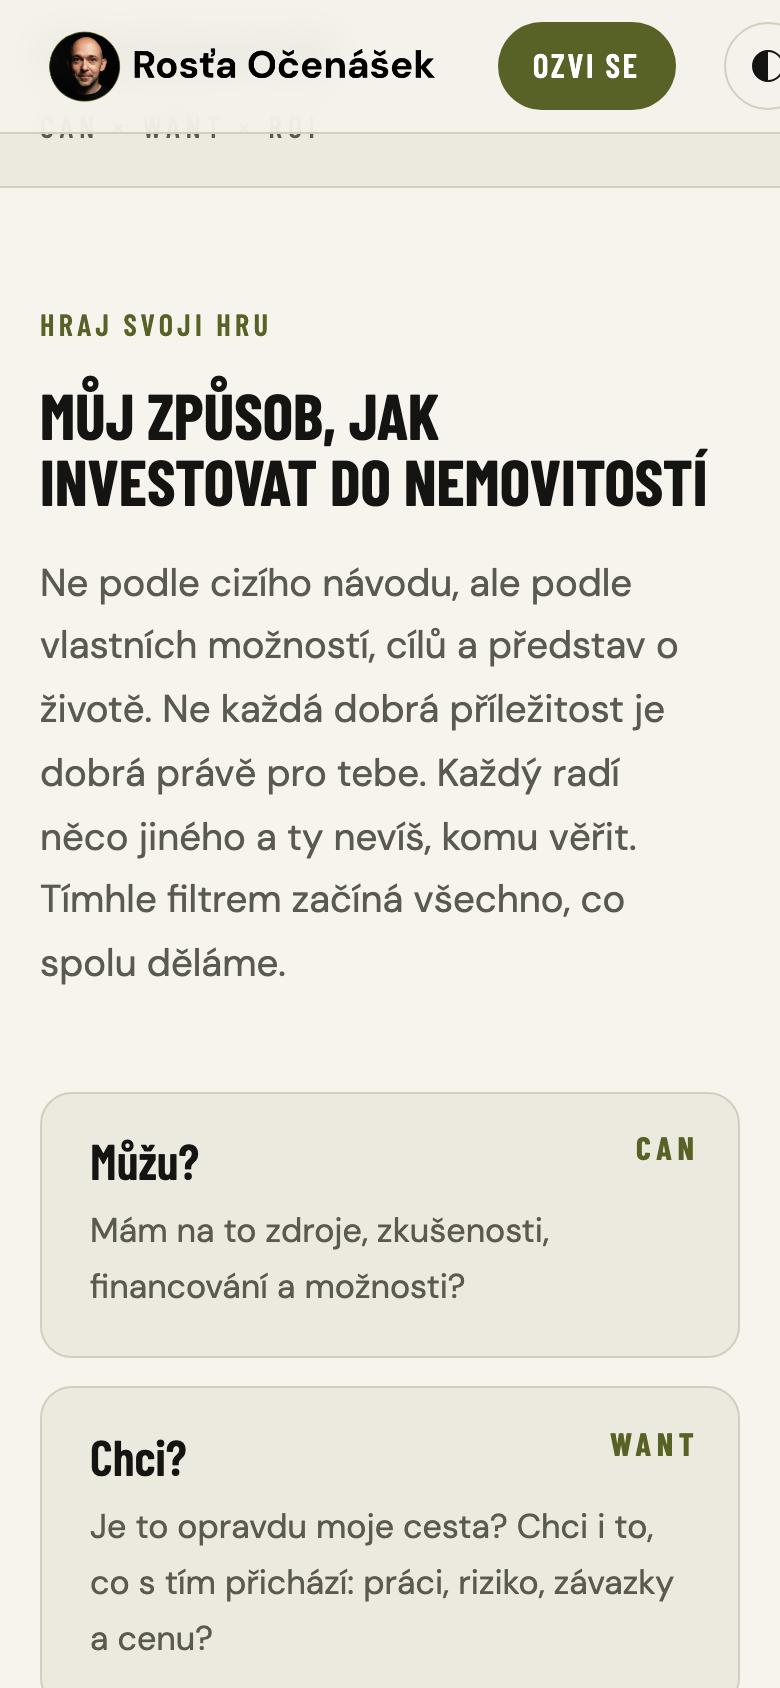 Rosťa Očenášek
OZVI SE
CAN × WANT × ROI
HRAJ SVOJI HRU
MŮJ ZPŮSOB, JAK
INVESTOVAT DO NEMOVITOSTÍ
Ne podle cizího návodu, ale podle
vlastních možností, cílů a představ o
životě. Ne každá dobrá příležitost je
dobrá právě pro tebe. Každý radí
něco jiného a ty nevíš, komu věřit.
Tímhle filtrem začíná všechno, co
spolu děláme.
Můžu?
CAN
Mám na to zdroje, zkušenosti,
financování a možnosti?
Chci?
WANT
Je to opravdu moje cesta? Chci i to,
co s tím přichází: práci, riziko, závazky
a cenu?